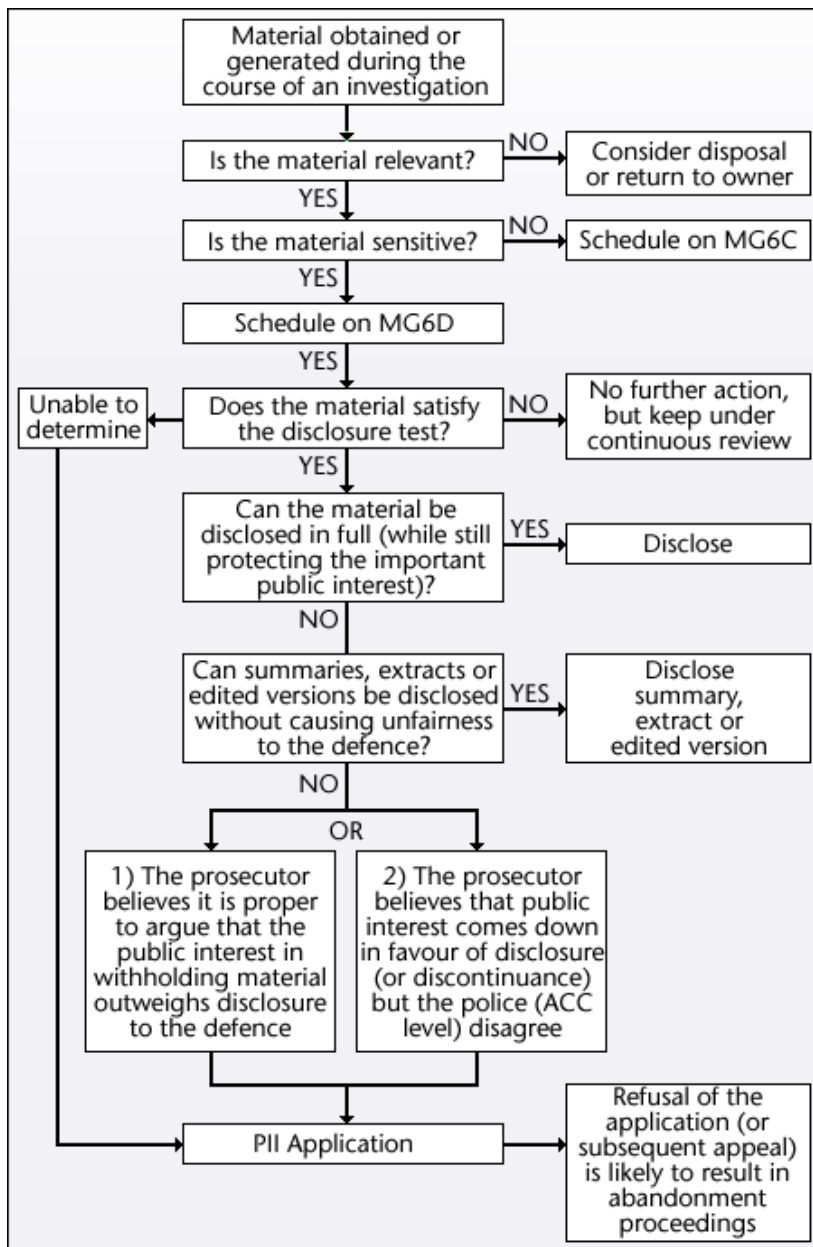 Material obtained or
generated during the
course of an investigation
Is the material relevant?
NO
Consider disposal
or return to owner
YES
Is the material sensitive?
NO
Schedule on MG6C
YES
Schedule on MG6D
YES
Unable to
determine
Does the material satisfy
the disclosure test?
NO
No further action,
but keep under
continuous review
YES
Can the material be
disclosed in full (while still
protecting the important
public interest)?
YES
Disclose
NO
Can summaries, extracts or
edited versions be disclosed
without causing unfairness
to the defence?
YES
Disclose
summary,
extract or
edited version
NO
OR
1) The prosecutor
believes it is proper
to argue that the
public interest in
withholding material
outweighs disclosure
to the defence
2) The prosecutor
believes that public
interest comes down
in favour of disclosure
(or discontinuance)
but the police (ACC
level) disagree
PII Application
Refusal of the
application (or
subsequent appeal)
is likely to result in
abandonment
proceedings